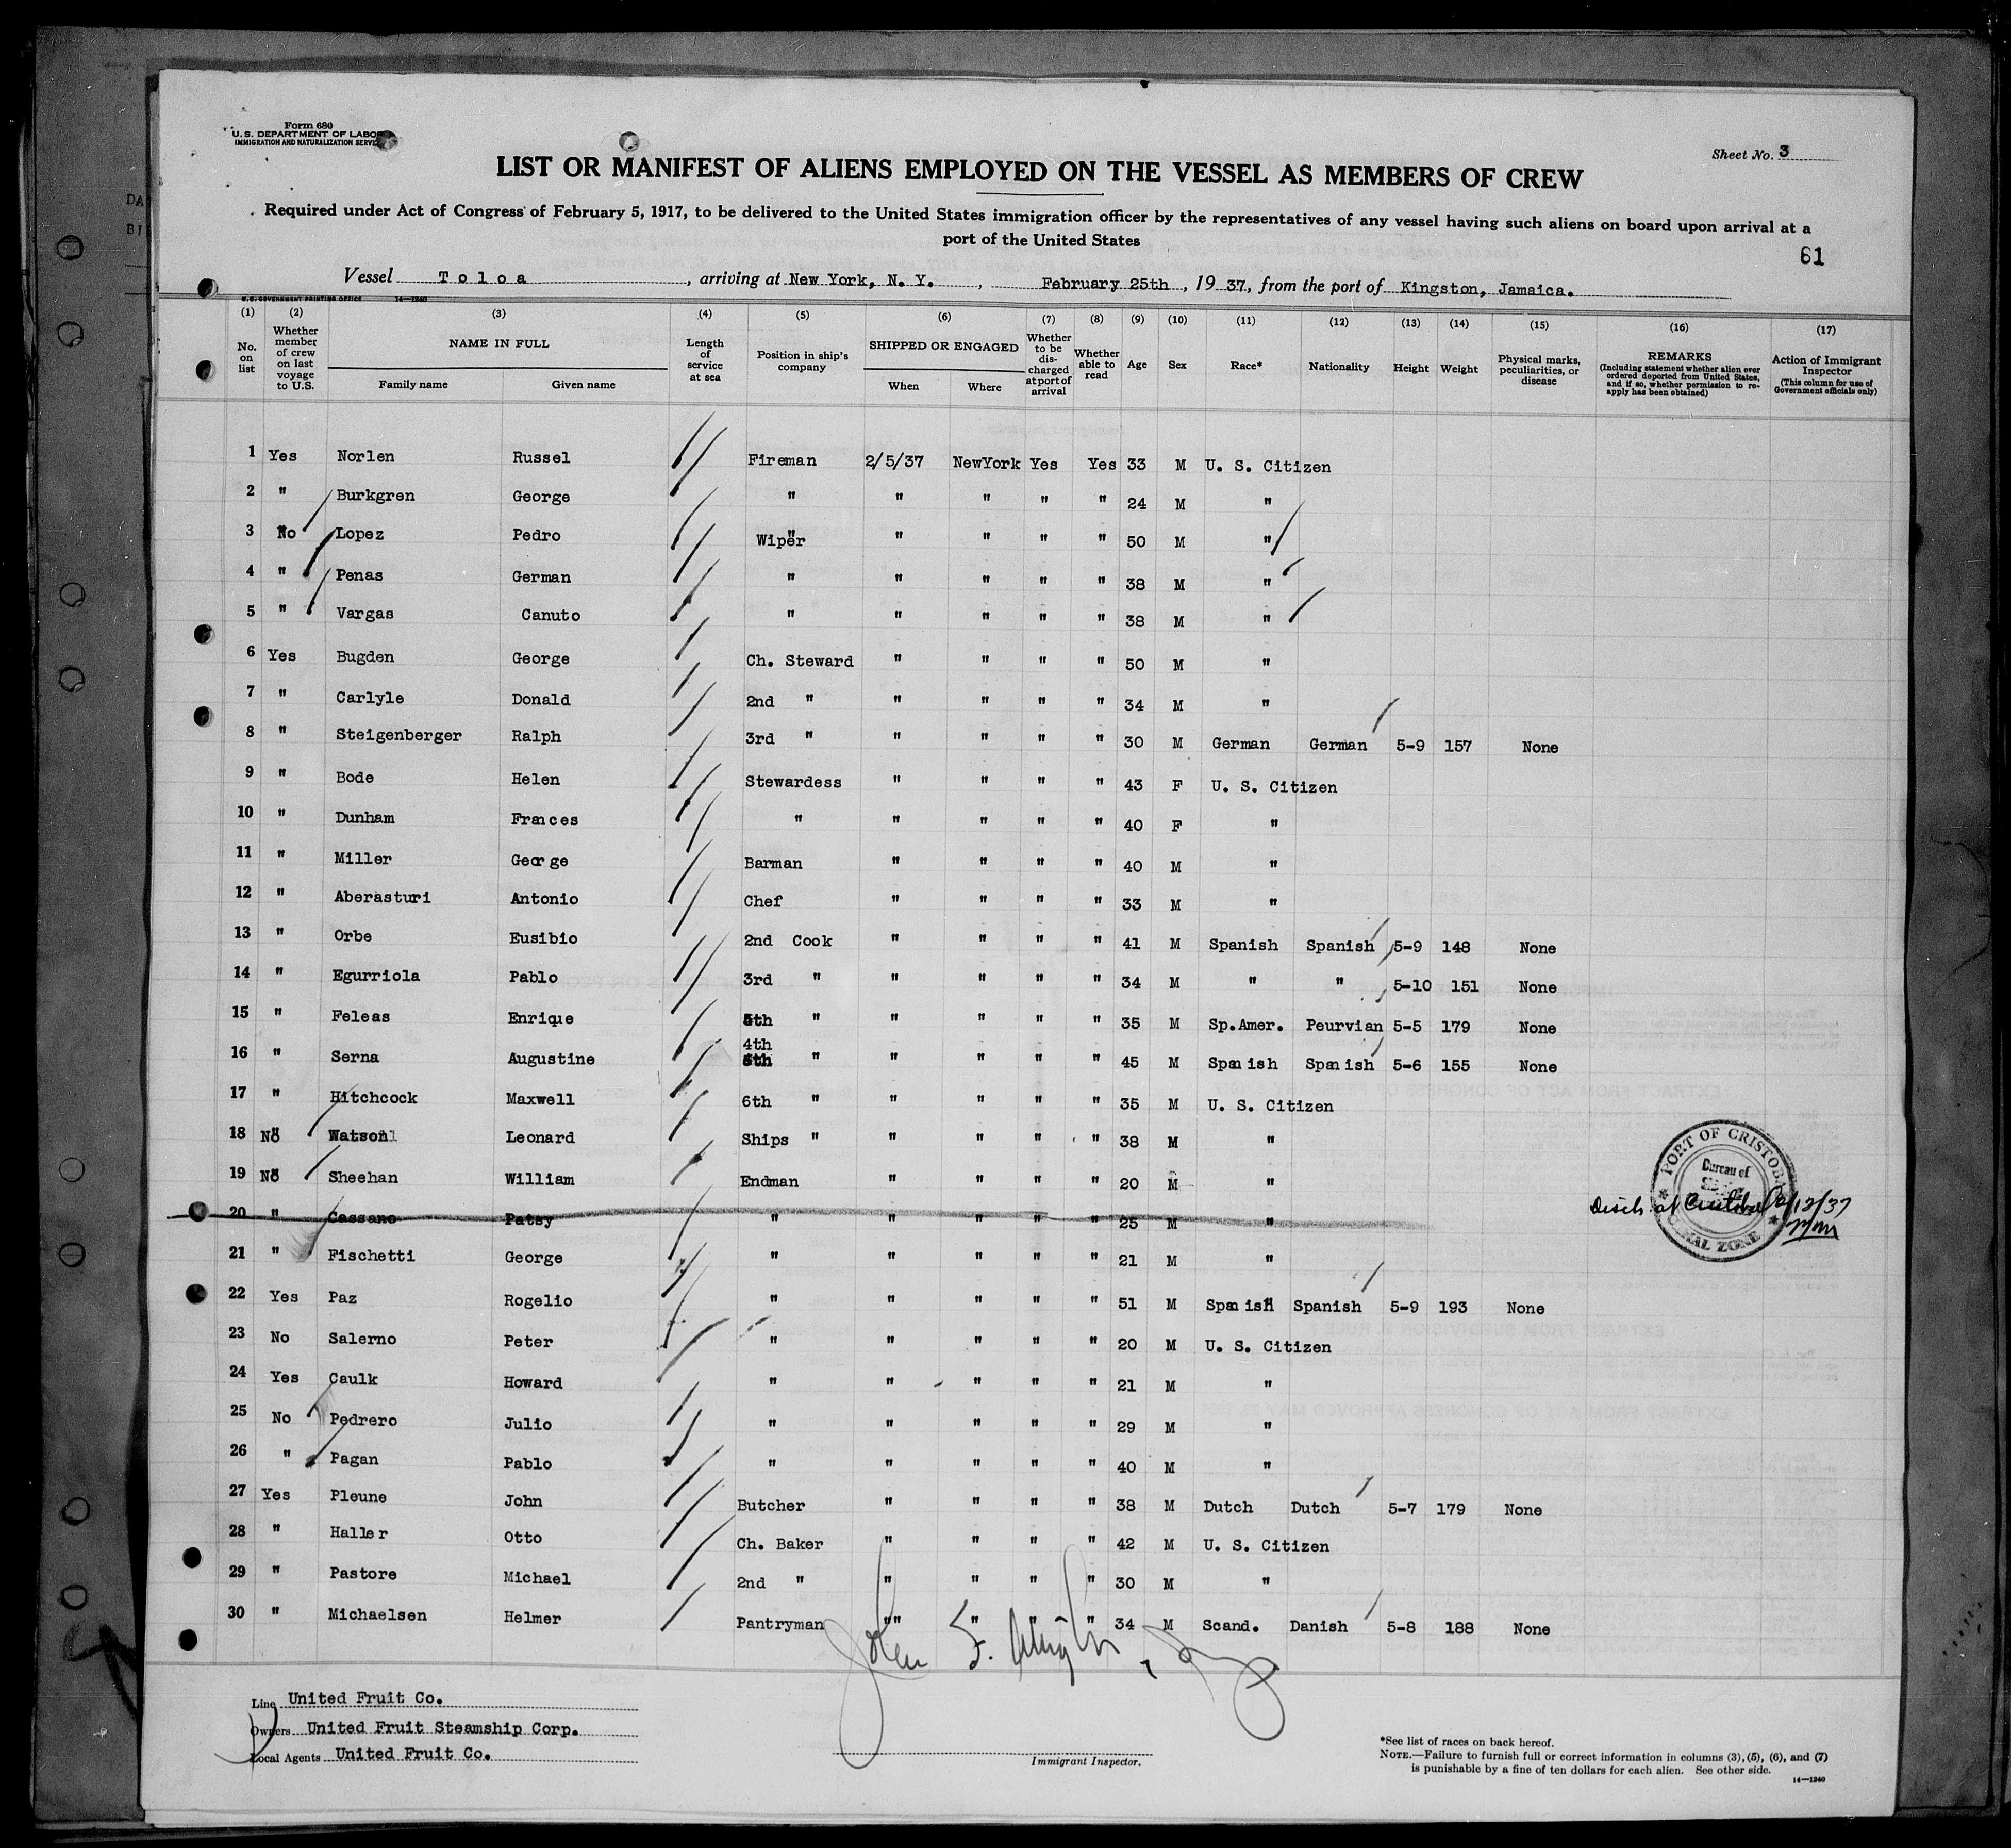 Form 680
U.S. DEPARTMENT OF LABOR
IMMIGRATION AND NATURALIZATION SERVICE
Sheet No. 3
LIST OR MANIFEST OF ALIENS EMPLOYED ON THE VESSEL AS MEMBERS OF CREW
Required under Act of Congress of February 5, 1917, to be delivered to the United States immigration officer by the representatives of any vessel having such aliens on board upon arrival at a
port of the United States
61
Vessel Toloa, arriving at New York, N. Y., February 25th, 1937, from the port of Kingston, Jamaica.
U.S. GOVERNMENT PRINTING OFFICE 14—1240
(1) (2) (3) (4) (5) (6) (7) (8) (9) (10) (11) (12) (13) (14) (15) (16) (17)
No. on list Whether member of crew on last voyage to U.S. NAME IN FULL Family name Given name Length of service at sea Position in ship's company SHIPPED OR ENGAGED When Where Whether to be discharged at port of arrival Whether able to read Age Sex Race* Nationality Height Weight Physical marks, peculiarities, or disease REMARKS (Including statement whether alien ever ordered deported from United States, and if so, whether permission to re-apply has been obtained) Action of Immigrant Inspector (This column for use of Government officials only)
1 Yes Norlen Russel Fireman 2/5/37 NewYork Yes Yes 33 M U. S. Citizen
2 " Burkgren George " " " " " 24 M "
3 No Lopez Pedro Wiper " " " " 50 M "
4 " Penas German " " " " " 38 M "
5 " Vargas Canuto " " " " " 38 M "
6 Yes Bugden George Ch. Steward " " " " 50 M "
7 " Carlyle Donald 2nd " " " " " 34 M "
8 " Steigenberger Ralph 3rd " " " " " 30 M German German 5-9 157 None
9 " Bode Helen Stewardess " " " " 43 F U. S. Citizen
10 " Dunham Frances " " " " " 40 F "
11 " Miller George Barman " " " " 40 M "
12 " Aberasturi Antonio Chef " " " " 33 M "
13 " Orbe Eusibio 2nd Cook " " " " 41 M Spanish Spanish 5-9 148 None
14 " Egurriola Pablo 3rd " " " " " 34 M " " 5-10 151 None
15 " Feleas Enrique 5th " " " " " 35 M Sp.Amer. Peurvian 5-5 179 None
16 " Serna Augustine 4th " " " " " 45 M Spanish Spanish 5-6 155 None
17 " Hitchcock Maxwell 6th " " " " " 35 M U. S. Citizen
18 No Watson Leonard Ships " " " " " 38 M "
19 No Sheehan William Endman " " " " 20 M "
20 " Cassano Patsy " " " " " 25 M " Disch. at Cristobal 2/12/37
21 " Fischetti George " " " " " 21 M "
22 Yes Paz Rogelio " " " " " 51 M Spanish Spanish 5-9 193 None
23 No Salerno Peter " " " " " 20 M U. S. Citizen
24 Yes Caulk Howard " " " " " 21 M "
25 No Pedrero Julio " " " " " 29 M "
26 " Pagan Pablo " " " " " 40 M "
27 Yes Pleune John Butcher " " " " 38 M Dutch Dutch 5-7 179 None
28 " Haller Otto Ch. Baker " " " " 42 M U. S. Citizen
29 " Pastore Michael 2nd " " " " " 30 M "
30 " Michaelsen Helmer Pantryman "" " " " 34 M Scand. Danish 5-8 188 None
PORT OF CRISTOBAL
Bureau of
CANAL ZONE
Line United Fruit Co.
Owners United Fruit Steamship Corp.
Local Agents United Fruit Co.
Immigrant Inspector.
*See list of races on back hereof.
NOTE.—Failure to furnish full or correct information in columns (3), (5), (6), and (7)
is punishable by a fine of ten dollars for each alien. See other side.
14—1240